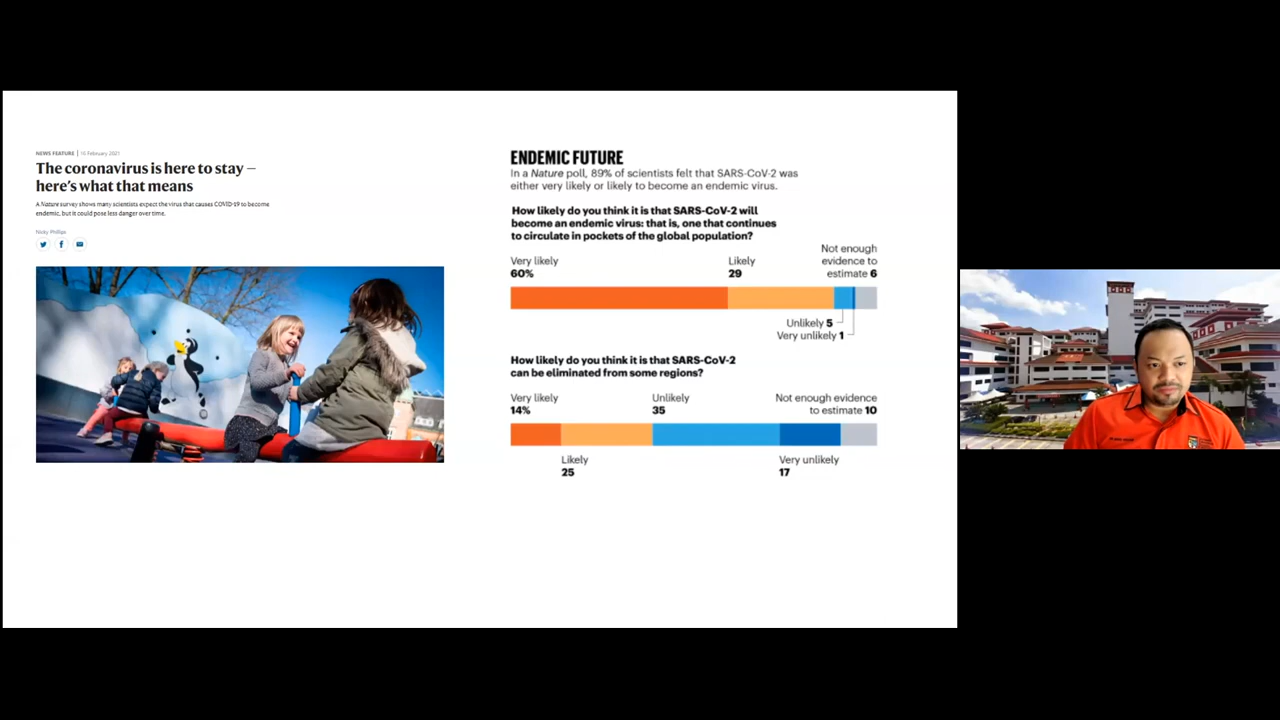 NEWS FEATURE | 16 February 2021
The coronavirus is here to stay —
here's what that means
A Nature survey shows many scientists expect the virus that causes COVID-19 to become
endemic, but it could pose less danger over time.
Nicky Phillips
ENDEMIC FUTURE
In a Nature poll, 89% of scientists felt that SARS-CoV-2 was
either very likely or likely to become an endemic virus.
How likely do you think it is that SARS-CoV-2 will
become an endemic virus: that is, one that continues
to circulate in pockets of the global population?
Very likely
60%
Likely
29
Not enough
evidence to
estimate 6
Unlikely 5
Very unlikely 1
How likely do you think it is that SARS-CoV-2
can be eliminated from some regions?
Very likely
14%
Unlikely
35
Not enough evidence
to estimate 10
Likely
25
Very unlikely
17